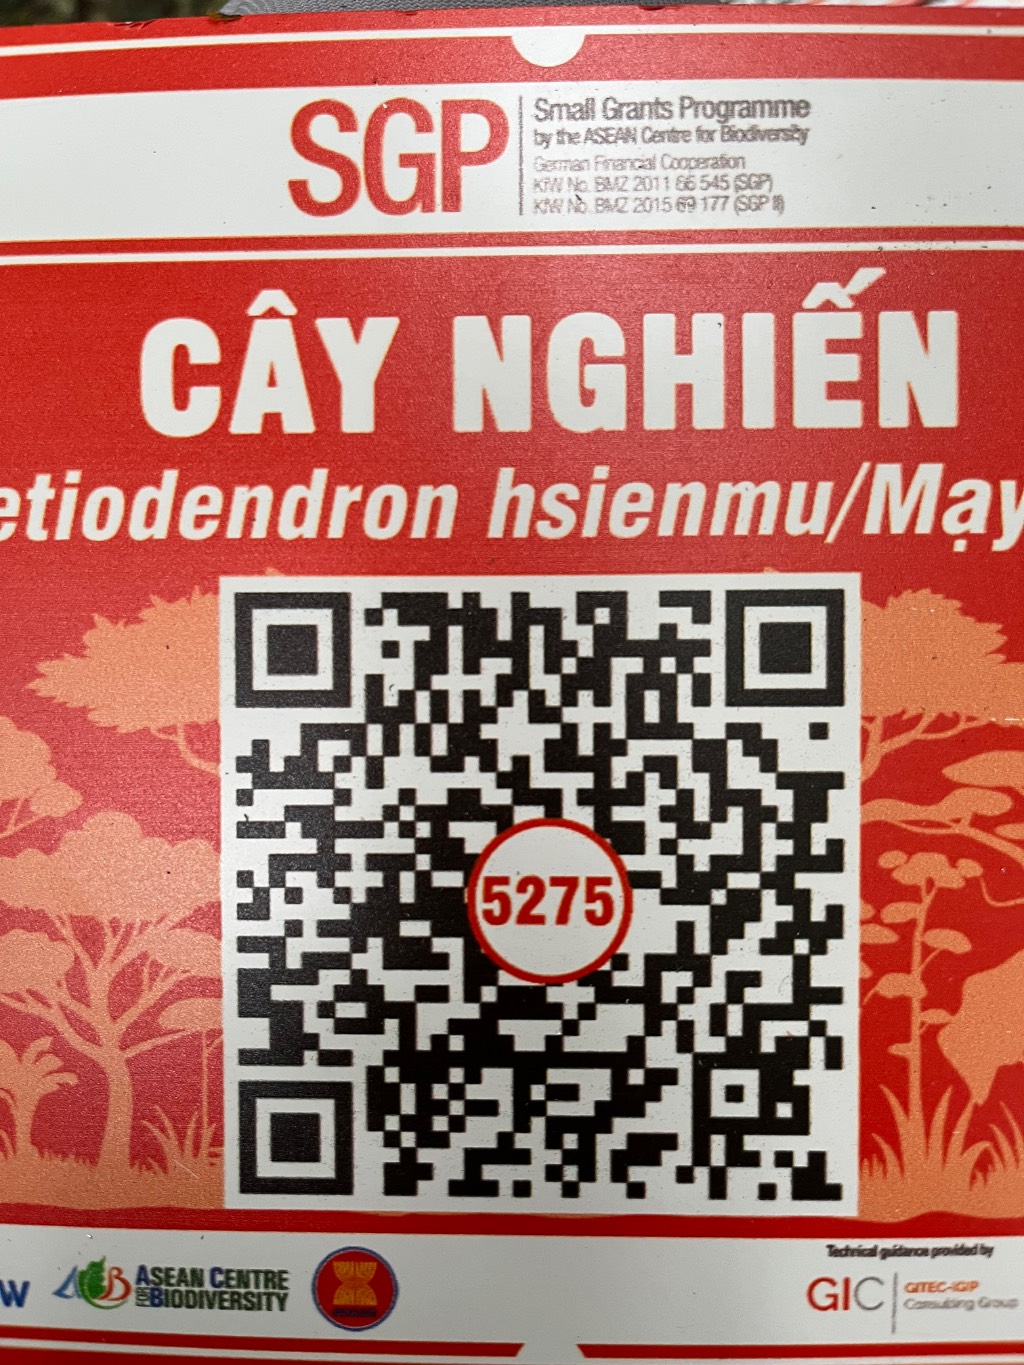 SGP
Small Grants Programme
by the ASEAN Centre for Biodiversity
German Financial Cooperation
KfW No. BMZ 2011 66 545 (SGP)
KfW No. BMZ 2015 69 177 (SGP II)
CÂY NGHIẾN
etiodendron hsienmu/Mạy
5275
W
ACB
ASEAN CENTRE
FOR BIODIVERSITY
Technical guidance provided by
GIC
GITEC-IGIP
Consulting Group